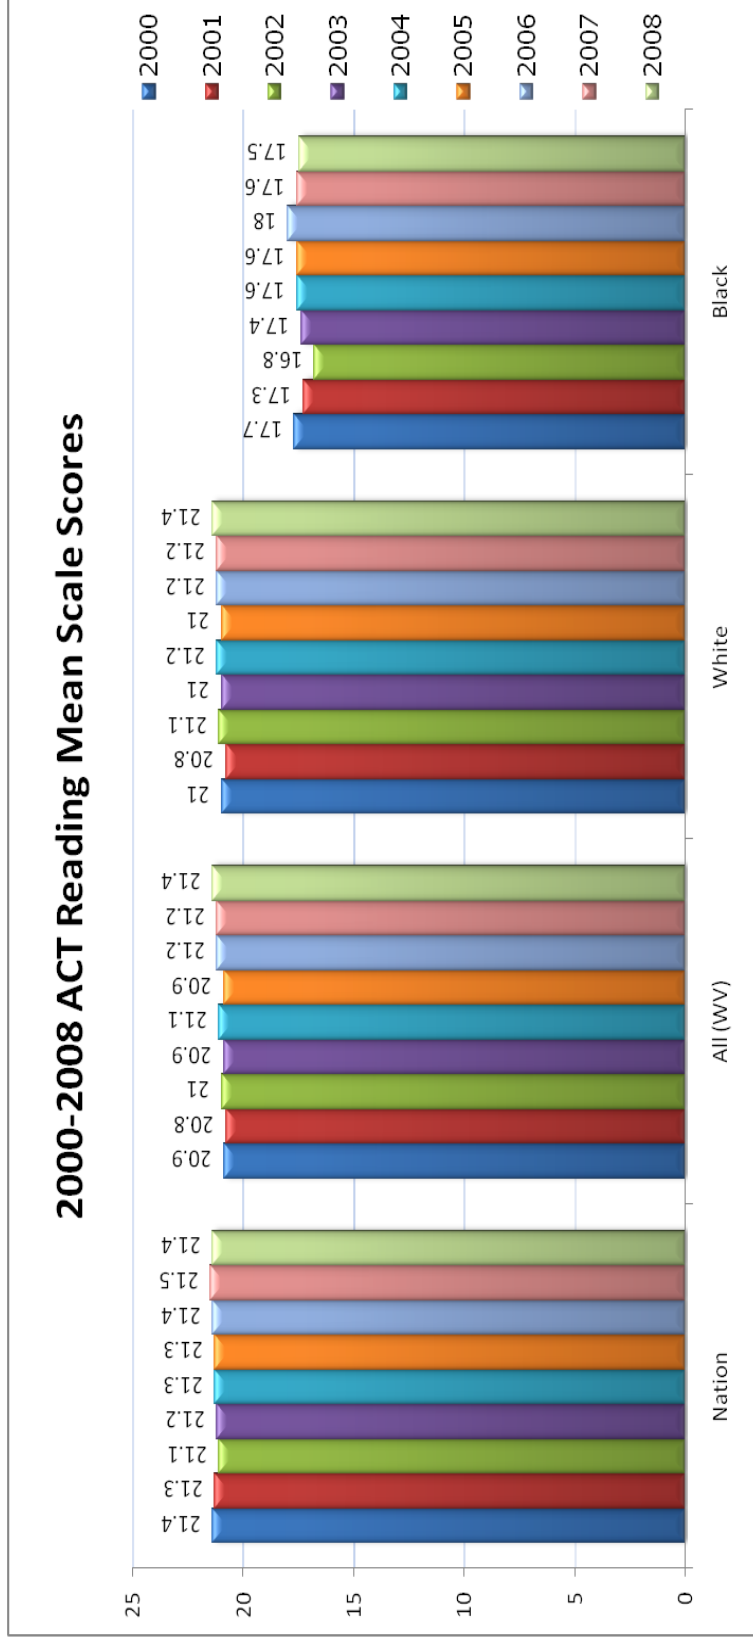 2000-2008 ACT Reading Mean Scale Scores
25
20
15
10
5
0
21.4 21.3 21.1 21.2 21.3 21.3 21.4 21.5 21.4
20.9 20.8 21 20.9 21.1 20.9 21.2 21.2 21.4
21 20.8 21.1 21 21.2 21 21.2 21.2 21.4
17.7 17.3 16.8 17.4 17.6 17.6 18 17.6 17.5
Nation All (WV) White Black
2000
2001
2002
2003
2004
2005
2006
2007
2008